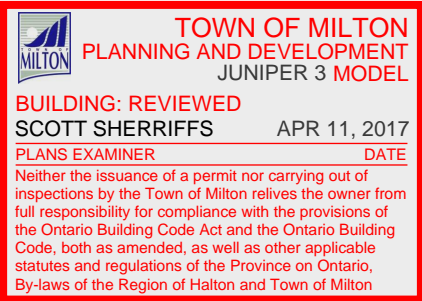 TOWN OF MILTON
PLANNING AND DEVELOPMENT
JUNIPER 3 MODEL
TOWN OF
MILTON
BUILDING: REVIEWED
SCOTT SHERRIFFS APR 11, 2017
PLANS EXAMINER DATE
Neither the issuance of a permit nor carrying out of
inspections by the Town of Milton relives the owner from
full responsibility for compliance with the provisions of
the Ontario Building Code Act and the Ontario Building
Code, both as amended, as well as other applicable
statutes and regulations of the Province on Ontario,
By-laws of the Region of Halton and Town of Milton